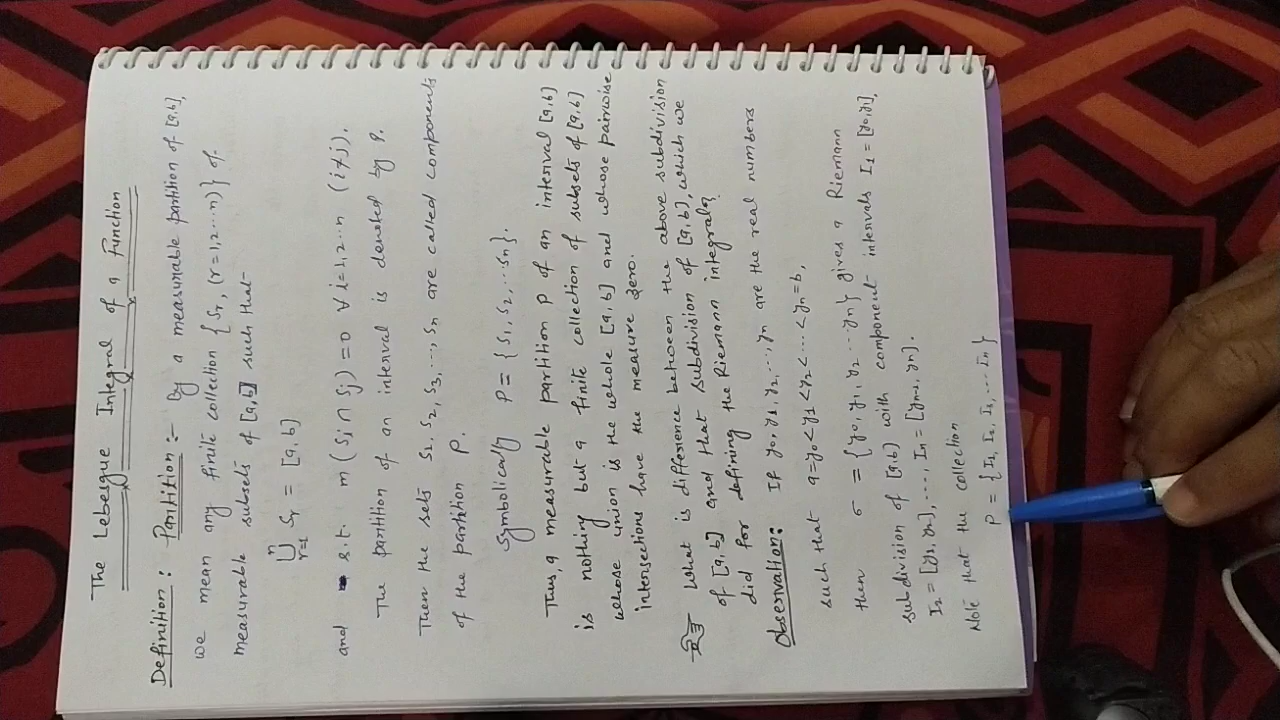 The Lebesgue Integral of a Function
Definition: Partition:- By a measurable partition of [a,b],
we mean any finite collection { Sr, (r=1,2...n)} of
measurable subsets of [a,b] such that-
n
⋃ Sr = [a,b]
r=1
and s.t. m(Si ∩ Sj) = 0 ∀ i=1,2...n (i≠j).
The partition of an interval is denoted by P.
Then the sets S1, S2, S3, ..., Sn are called components
of the partition P.
Symbolically P = { S1, S2, ... Sn }.
Thus, a measurable partition P of an interval [a,b]
is nothing but a finite collection of subsets of [a,b]
whose union is the whole [a,b] and whose pairwise
intersections have the measure zero.
What is difference between the above subdivision
of [a,b] and that subdivision of [a,b], which we
did for defining the Riemann integral?
Observation: If y0, y1, y2, ..., yn are the real numbers
such that a=y0<y1<y2<...<yn=b,
then σ = { y0, y1, y2 ... yn } gives a Riemann
subdivision of [a,b] with component intervals I1 = [y0,y1],
I2 = [y1,y2], ..., In = [yn-1, yn].
Note that the collection
P = { I1, I2, I3, ... In }